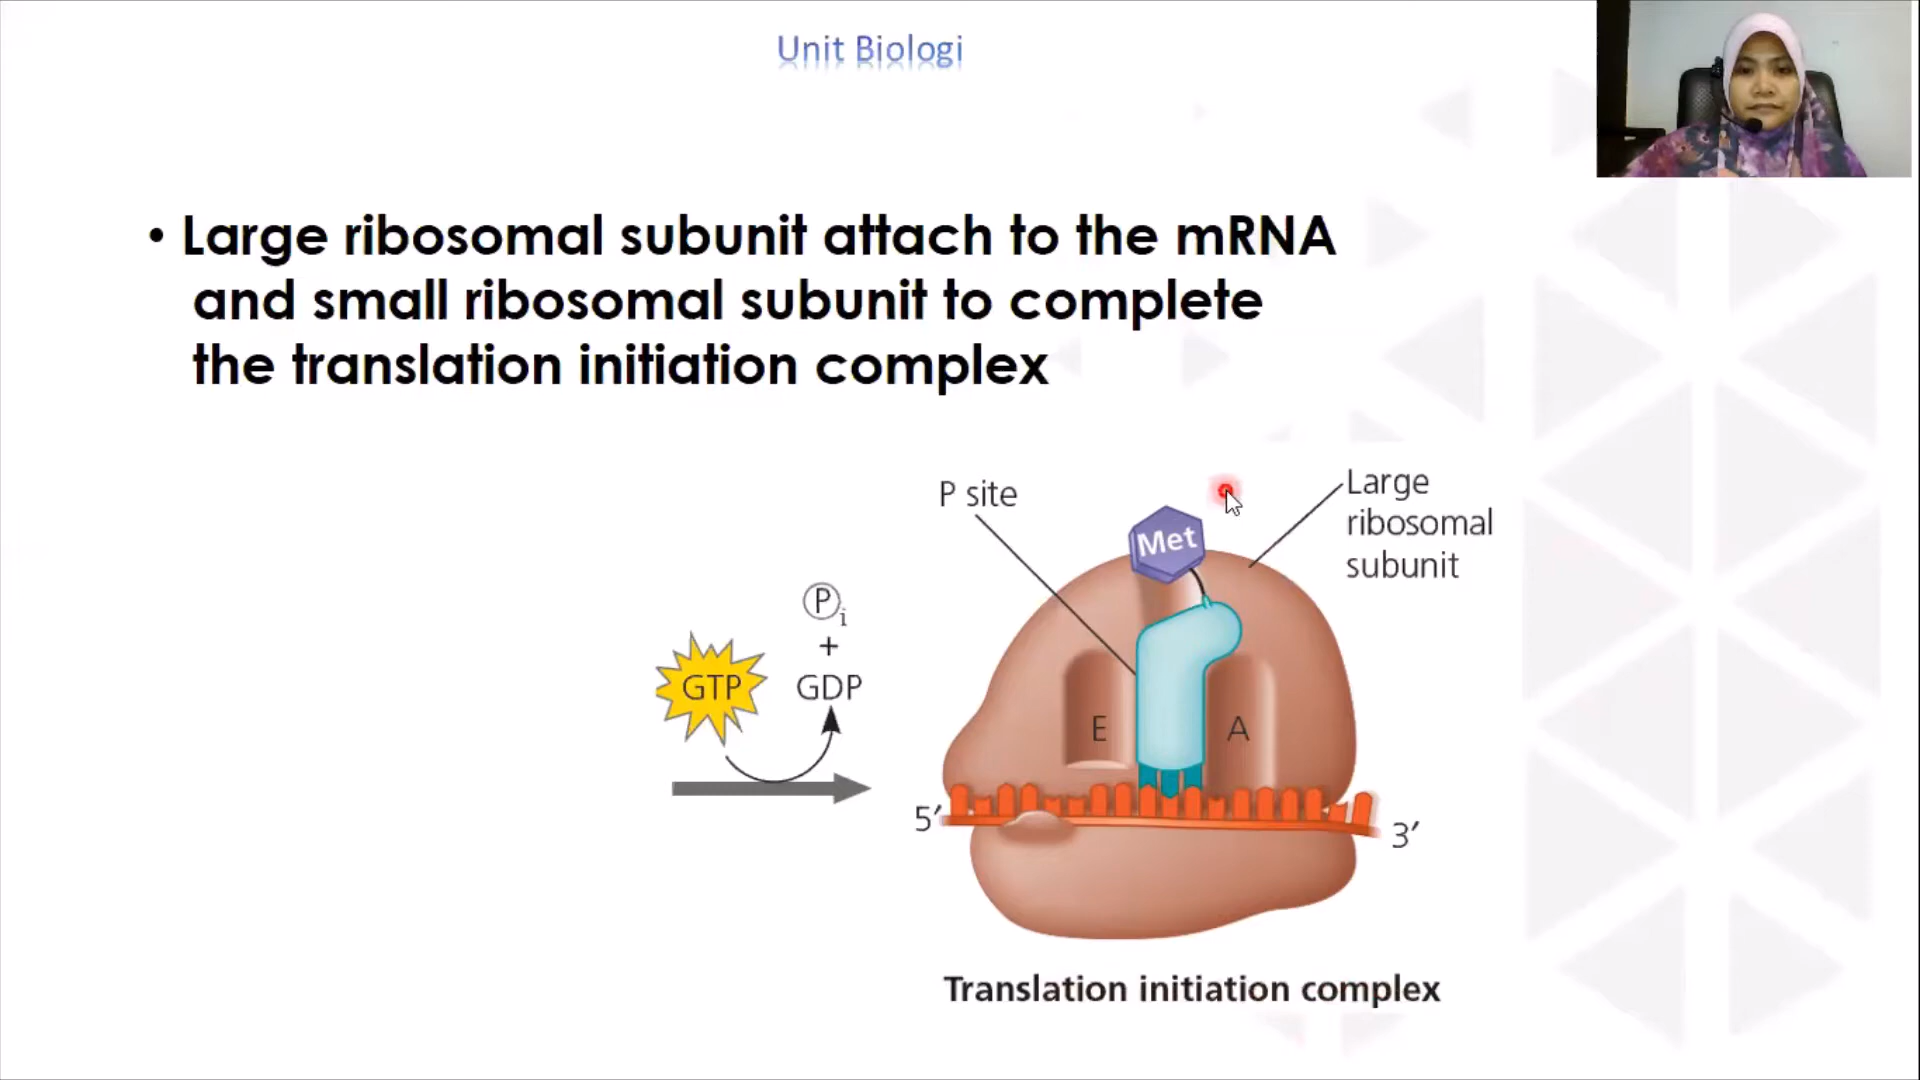 Unit Biologi
• Large ribosomal subunit attach to the mRNA
and small ribosomal subunit to complete
the translation initiation complex
P site
Large
ribosomal
subunit
Met
Pi
+
GTP
GDP
E
A
5′
3′
Translation initiation complex